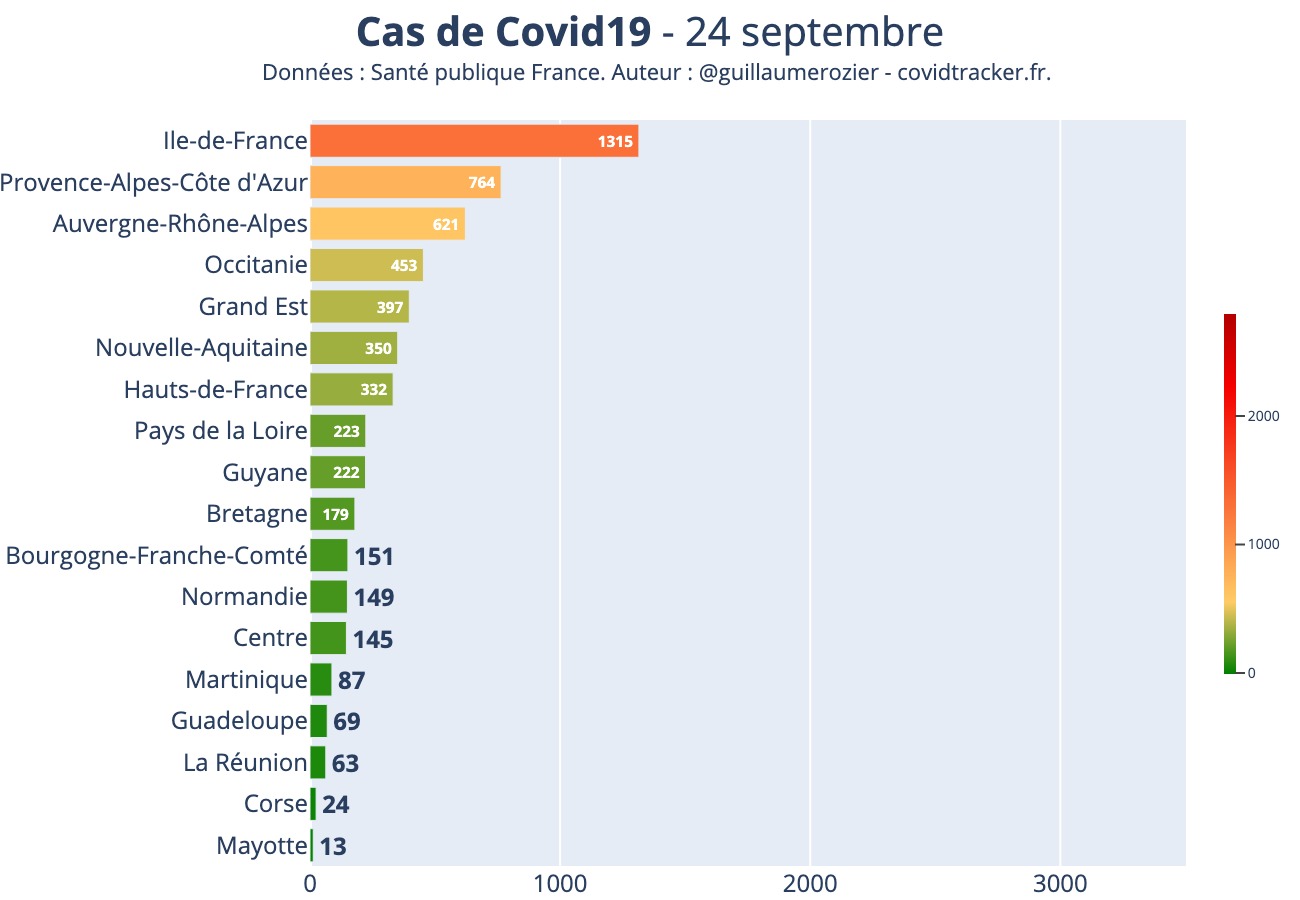 Cas de Covid19 - 24 septembre
Données : Santé publique France. Auteur : @guillaumerozier - covidtracker.fr.
Ile-de-France 1315
Provence-Alpes-Côte d'Azur 764
Auvergne-Rhône-Alpes 621
Occitanie 453
Grand Est 397
Nouvelle-Aquitaine 350
Hauts-de-France 332
Pays de la Loire 223
Guyane 222
Bretagne 179
Bourgogne-Franche-Comté 151
Normandie 149
Centre 145
Martinique 87
Guadeloupe 69
La Réunion 63
Corse 24
Mayotte 13
0 1000 2000 3000
2000
1000
0